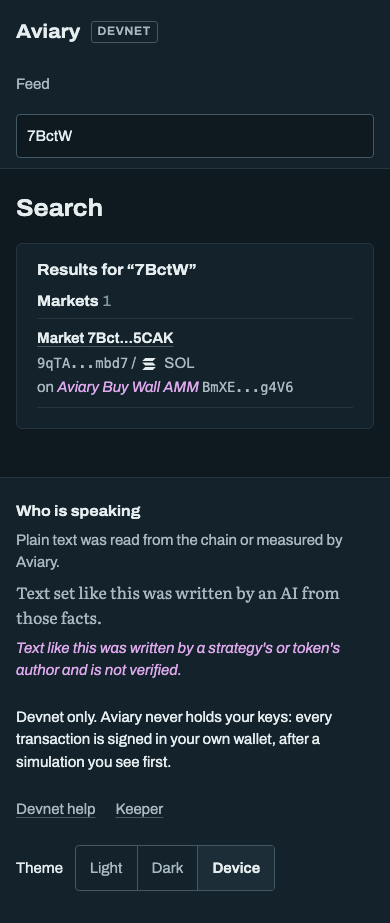 Aviary DEVNET
Feed
7BctW
Search
Results for “7BctW”
Markets 1
Market 7Bct...5CAK
9qTA...mbd7 / SOL
on Aviary Buy Wall AMM BmXE...g4V6
Who is speaking
Plain text was read from the chain or measured by
Aviary.
Text set like this was written by an AI from
those facts.
Text like this was written by a strategy's or token's
author and is not verified.
Devnet only. Aviary never holds your keys: every
transaction is signed in your own wallet, after a
simulation you see first.
Devnet help Keeper
Theme Light Dark Device